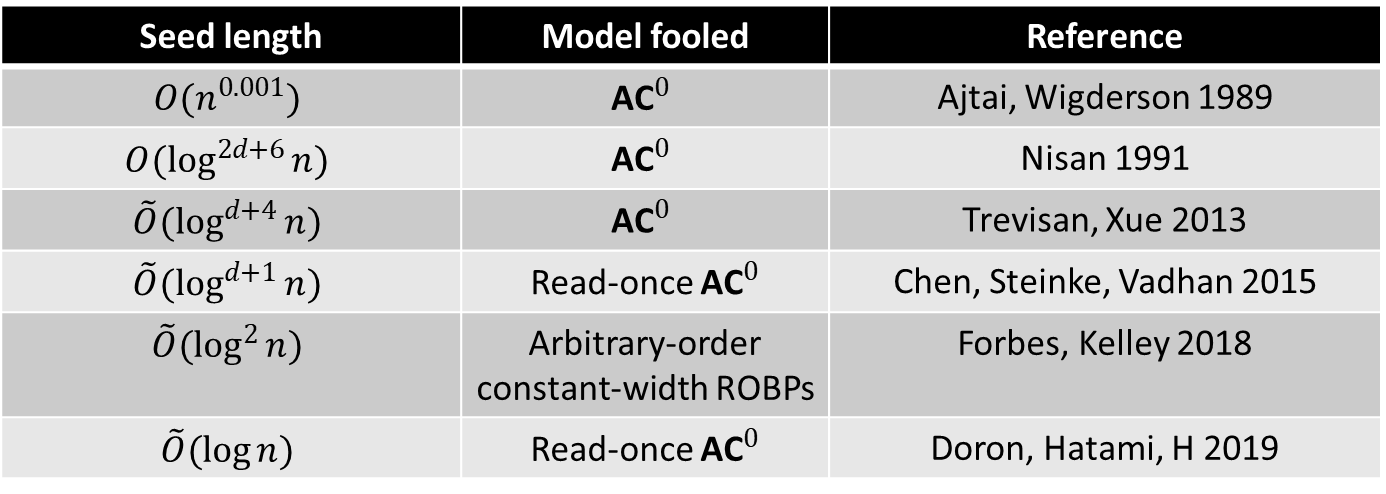 Seed length Model fooled Reference
O(n^0.001) AC^0 Ajtai, Wigderson 1989
O(log^{2d+6} n) AC^0 Nisan 1991
Õ(log^{d+4} n) AC^0 Trevisan, Xue 2013
Õ(log^{d+1} n) Read-once AC^0 Chen, Steinke, Vadhan 2015
Õ(log^2 n) Arbitrary-order Forbes, Kelley 2018
constant-width ROBPs
Õ(log n) Read-once AC^0 Doron, Hatami, H 2019